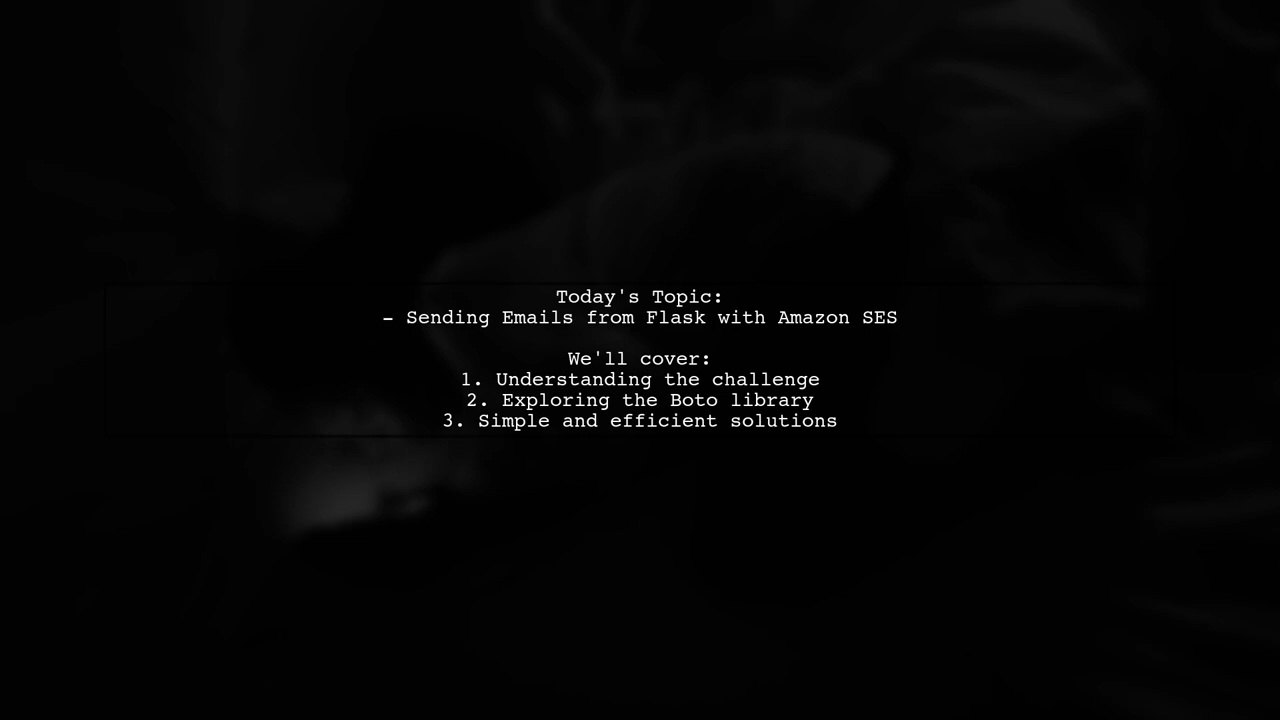 Today's Topic:
- Sending Emails from Flask with Amazon SES
We'll cover:
1. Understanding the challenge
2. Exploring the Boto library
3. Simple and efficient solutions